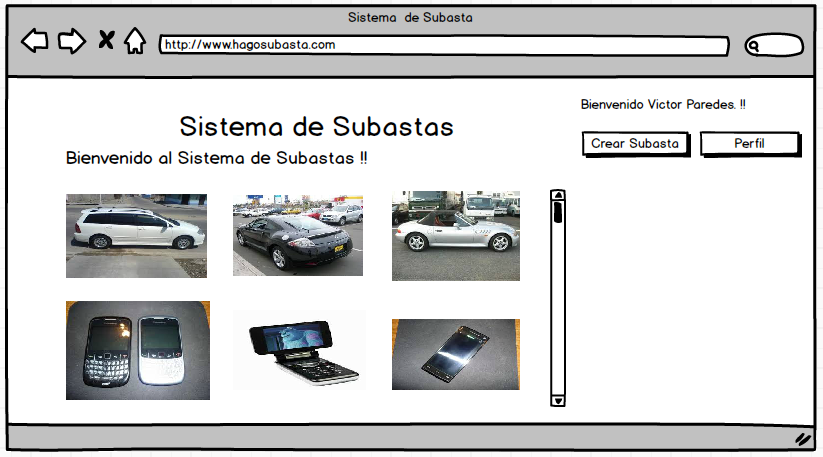 Sistema de Subasta
http://www.hagosubasta.com
Bienvenido Victor Paredes. !!
Sistema de Subastas
Crear Subasta
Perfil
Bienvenido al Sistema de Subastas !!